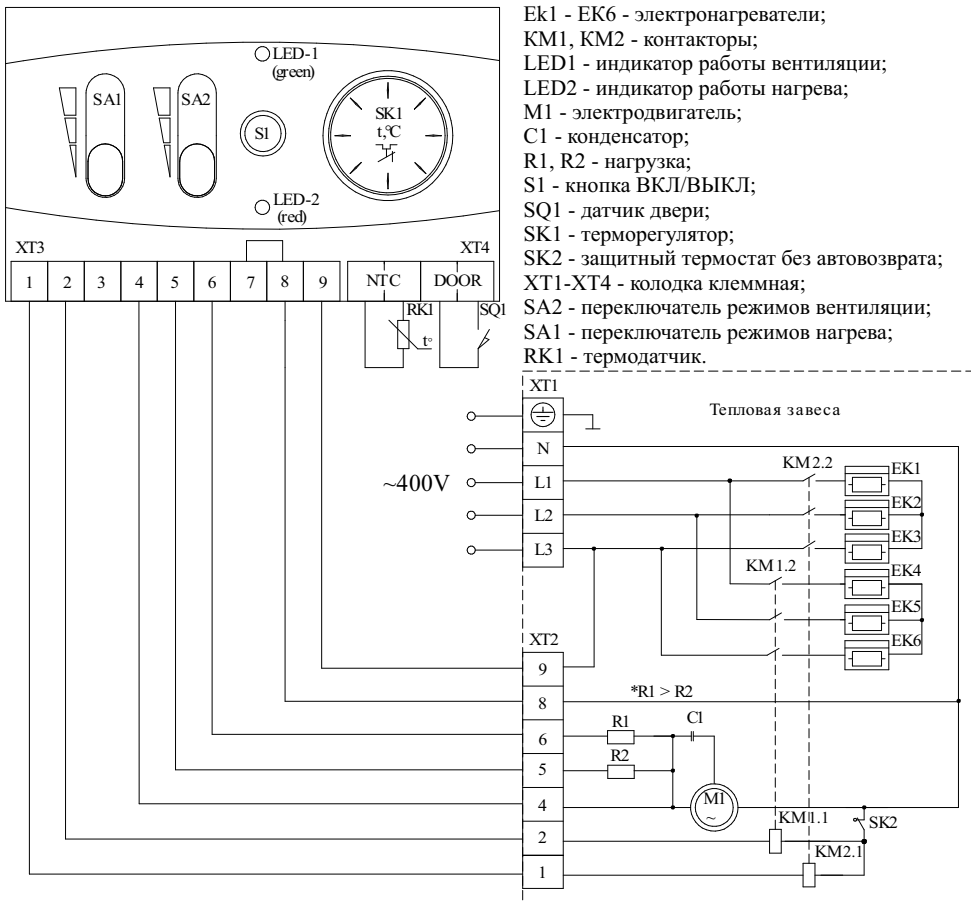 LED-1
(green)
SA1
SA2
S1
SK1
t,°C
LED-2
(red)
XT3
XT4
1 2 3 4 5 6 7 8 9
NTC
DOOR
RK1
t°
SQ1
Ek1 - EK6 - электронагреватели;
КМ1, КМ2 - контакторы;
LED1 - индикатор работы вентиляции;
LED2 - индикатор работы нагрева;
M1 - электродвигатель;
C1 - конденсатор;
R1, R2 - нагрузка;
S1 - кнопка ВКЛ/ВЫКЛ;
SQ1 - датчик двери;
SK1 - терморегулятор;
SK2 - защитный термостат без автовозврата;
XT1-XT4 - колодка клеммная;
SA2 - переключатель режимов вентиляции;
SA1 - переключатель режимов нагрева;
RK1 - термодатчик.
XT1
Тепловая завеса
N
L1
L2
L3
~400V
KM2.2
EK1
EK2
EK3
KM1.2
EK4
EK5
EK6
XT2
9
8
6
5
4
2
1
*R1 > R2
R1
C1
R2
M1
~
KM1.1
SK2
KM2.1